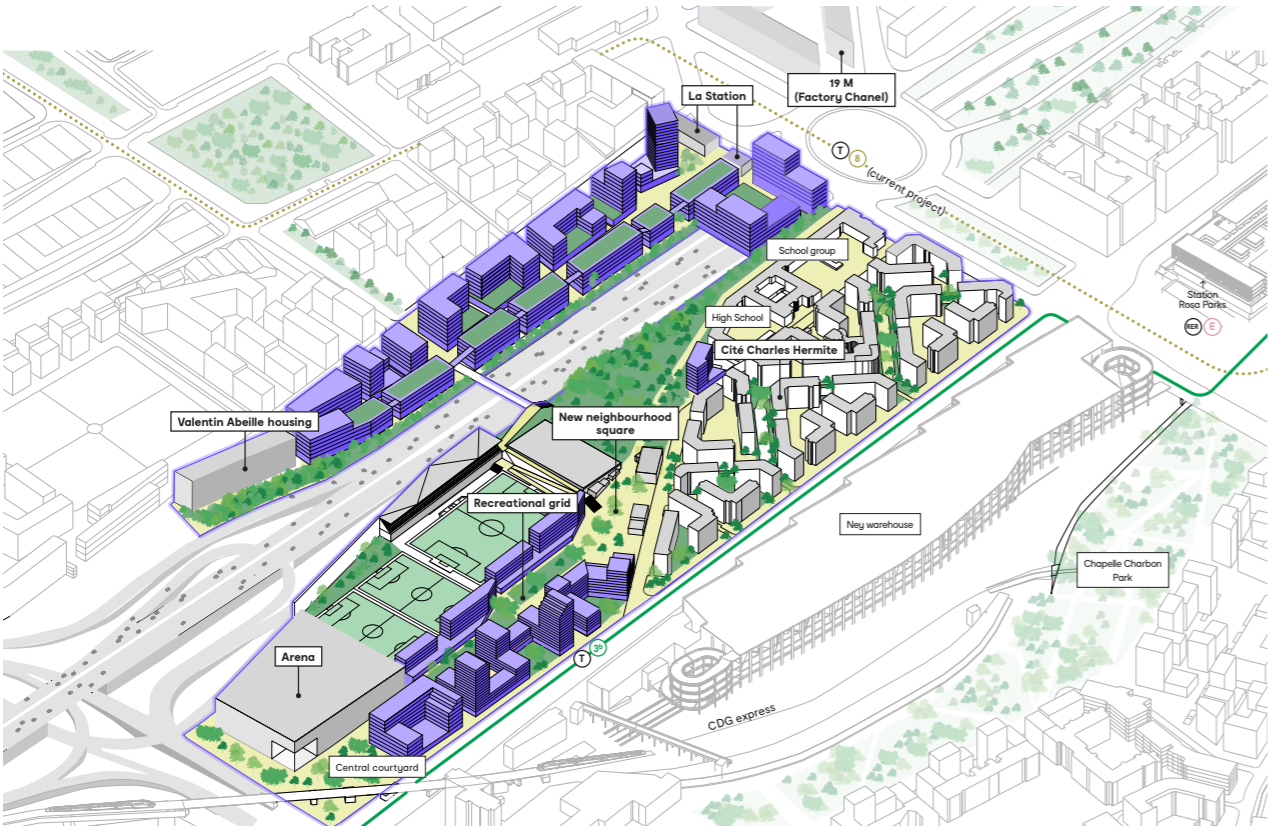 19 M
(Factory Chanel)
La Station
T
8
(current project)
School group
Station
Rosa Parks
RER
E
High School
Cité Charles Hermite
Valentin Abeille housing
New neighbourhood
square
Recreational grid
Ney warehouse
Chapelle Charbon
Park
Arena
T
3b
CDG express
Central courtyard